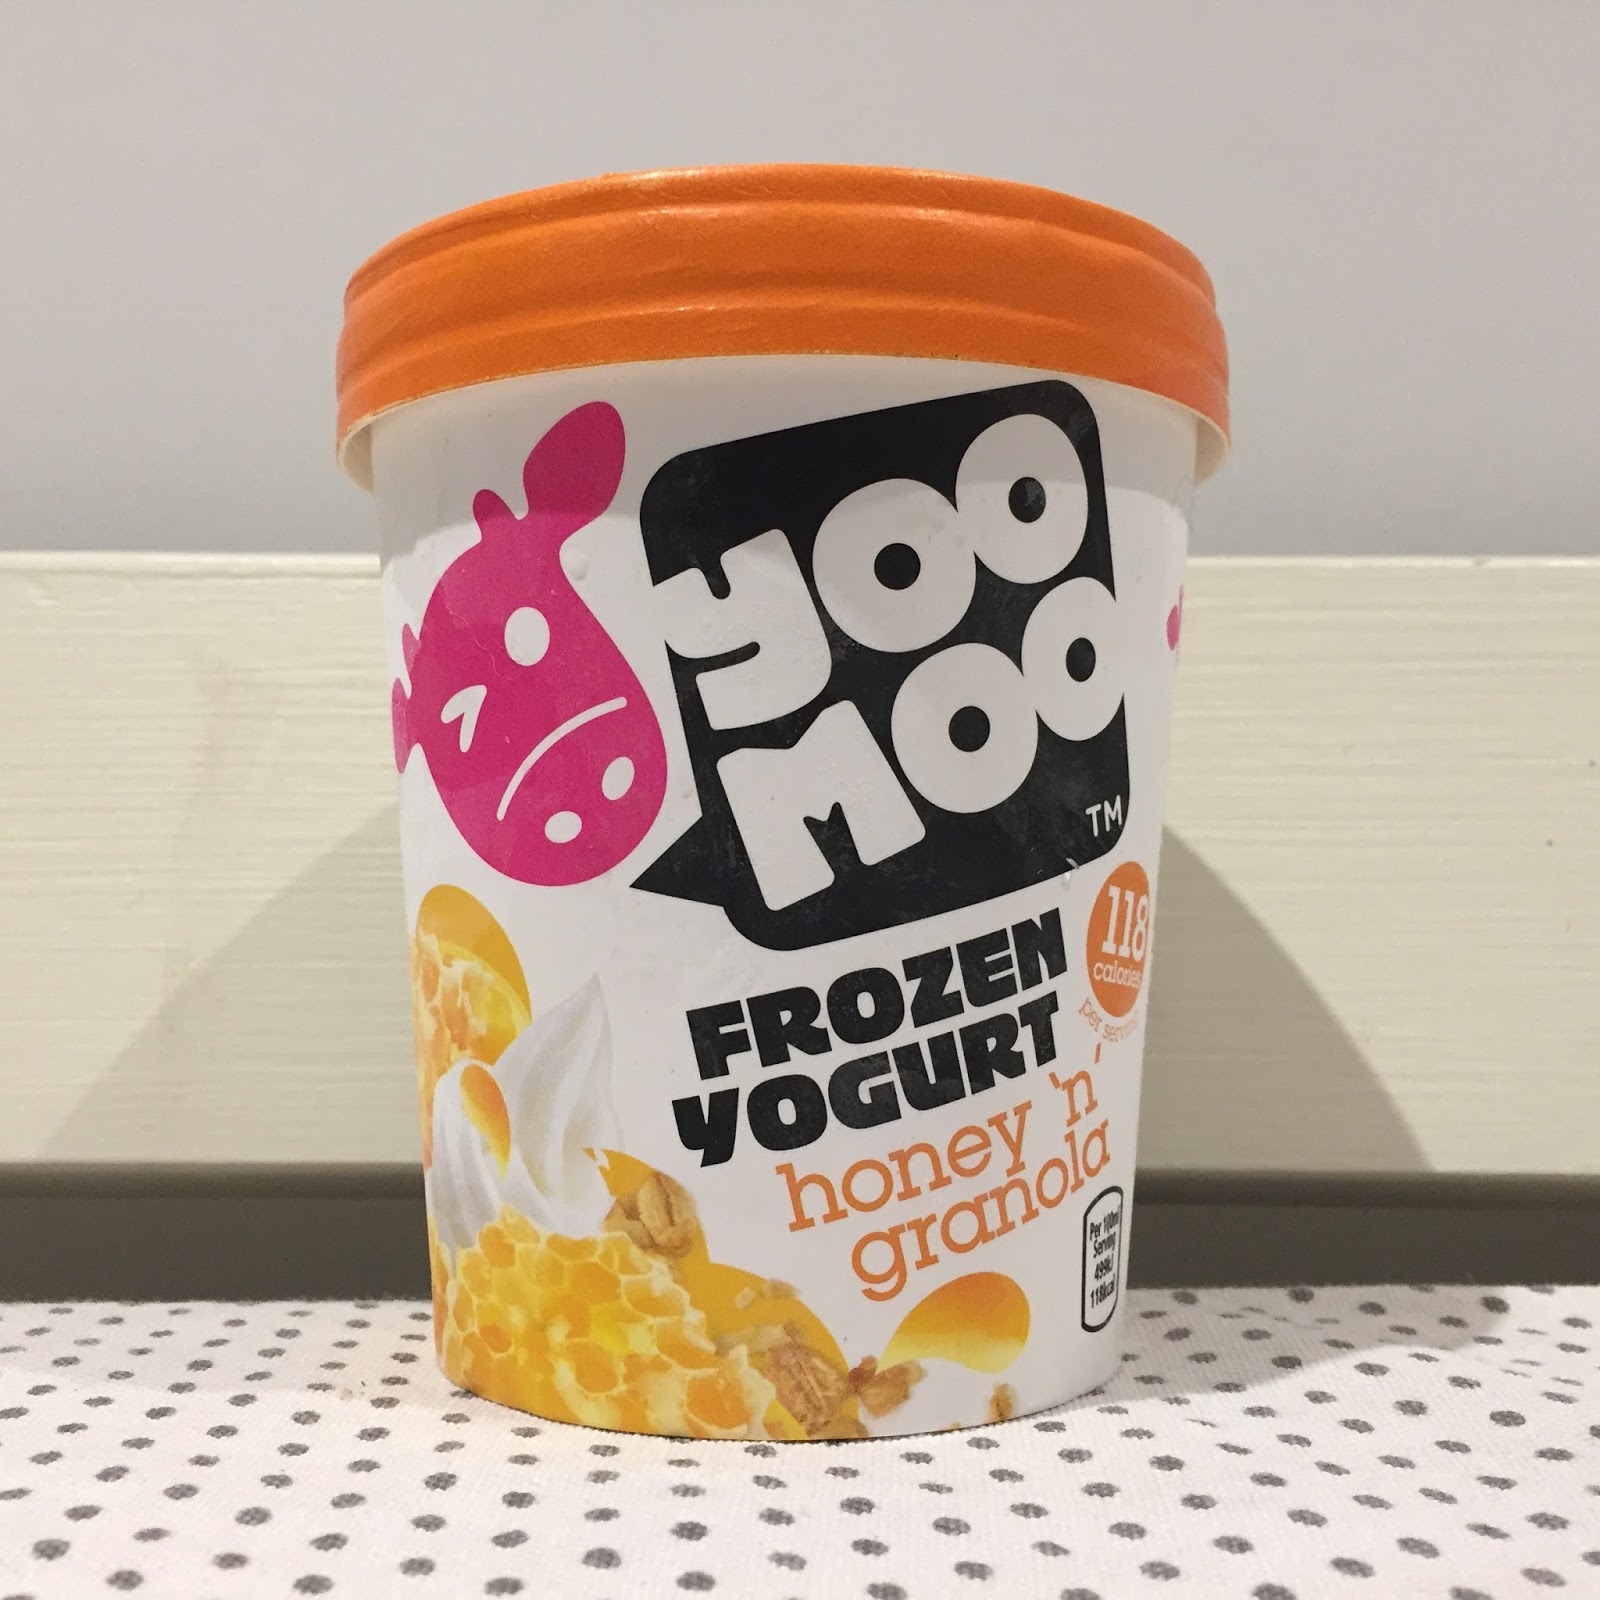 yoo
moo
TM
118
calories
per serving
FROZEN
YOGURT
honey 'n'
granola
Per 100ml
Serving
499kJ
118kcal